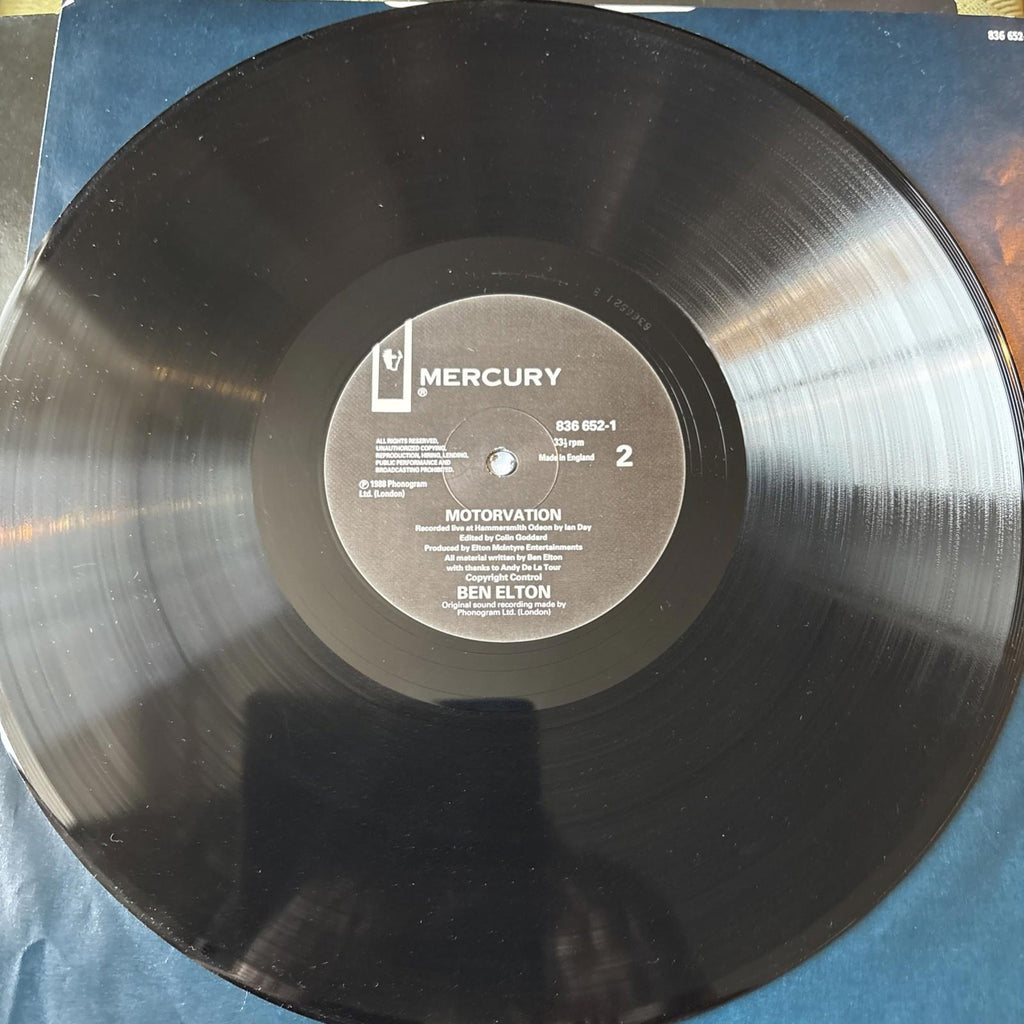 836 652-
8360521 2
MERCURY
®
836 652-1
33⅓ rpm
Made in England
2
ALL RIGHTS RESERVED,
UNAUTHORIZED COPYING,
REPRODUCTION, HIRING, LENDING,
PUBLIC PERFORMANCE AND
BROADCASTING PROHIBITED.
℗ 1988 Phonogram
Ltd. (London)
MOTORVATION
Recorded live at Hammersmith Odeon by Ian Dey
Edited by Colin Goddard
Produced by Elton McIntyre Entertainments
All material written by Ben Elton
with thanks to Andy De La Tour
Copyright Control
BEN ELTON
Original sound recording made by
Phonogram Ltd. (London)